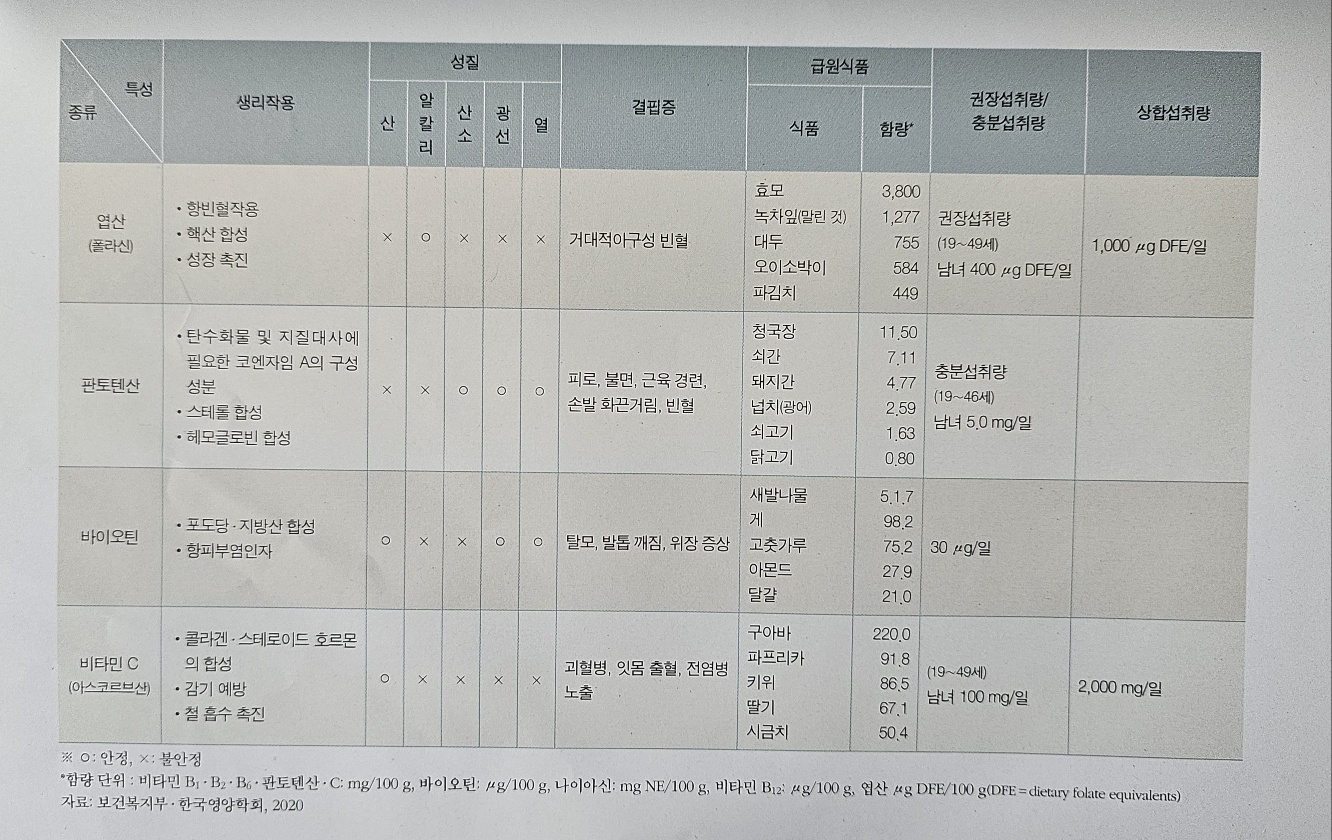 특성
종류
생리작용
성질
산
알칼리
산소
광선
열
결핍증
급원식품
식품
함량*
권장섭취량/
충분섭취량
상합섭취량
엽산
(폴라신)
• 항빈혈작용
• 핵산 합성
• 성장 촉진
× ○ × × ×
거대적아구성 빈혈
효모 3,800
녹차잎(말린 것) 1,277
대두 755
오이소박이 584
파김치 449
권장섭취량
(19~49세)
남녀 400 μg DFE/일
1,000 μg DFE/일
판토텐산
• 탄수화물 및 지질대사에
필요한 코엔자임 A의 구성
성분
• 스테롤 합성
• 헤모글로빈 합성
× × ○ ○ ○
피로, 불면, 근육 경련,
손발 화끈거림, 빈혈
청국장 11.50
쇠간 7.11
돼지간 4.77
넙치(광어) 2.59
쇠고기 1.63
닭고기 0.80
충분섭취량
(19~46세)
남녀 5.0 mg/일
바이오틴
• 포도당·지방산 합성
• 항피부염인자
○ × × ○ ○
탈모, 발톱 깨짐, 위장 증상
새발나물 5.1.7
게 98.2
고춧가루 75.2
아몬드 27.9
달걀 21.0
30 μg/일
비타민 C
(아스코르브산)
• 콜라겐·스테로이드 호르몬
의 합성
• 감기 예방
• 철 흡수 촉진
○ × × × ×
괴혈병, 잇몸 출혈, 전염병
노출
구아바 220.0
파프리카 91.8
키위 86.5
딸기 67.1
시금치 50.4
(19~49세)
남녀 100 mg/일
2,000 mg/일
※ ○: 안정, ×: 불안정
*함량 단위 : 비타민 B₁·B₂·B₆·판토텐산·C: mg/100 g, 바이오틴: μg/100 g, 나이아신: mg NE/100 g, 비타민 B₁₂: μg/100 g, 엽산 μg DFE/100 g(DFE = dietary folate equivalents)
자료: 보건복지부·한국영양학회, 2020